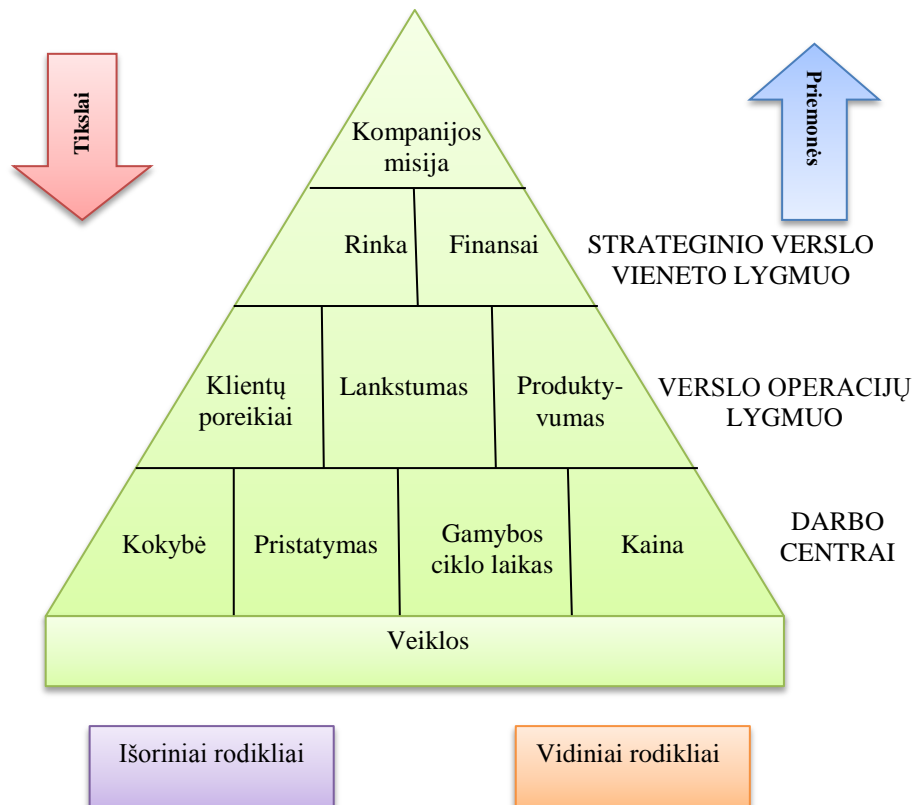 Tikslai
Priemonės
Kompanijos
misija
Rinka
Finansai
STRATEGINIO VERSLO
VIENETO LYGMUO
Klientų
poreikiai
Lankstumas
Produkty-
vumas
VERSLO OPERACIJŲ
LYGMUO
Kokybė
Pristatymas
Gamybos
ciklo laikas
Kaina
DARBO
CENTRAI
Veiklos
Išoriniai rodikliai
Vidiniai rodikliai